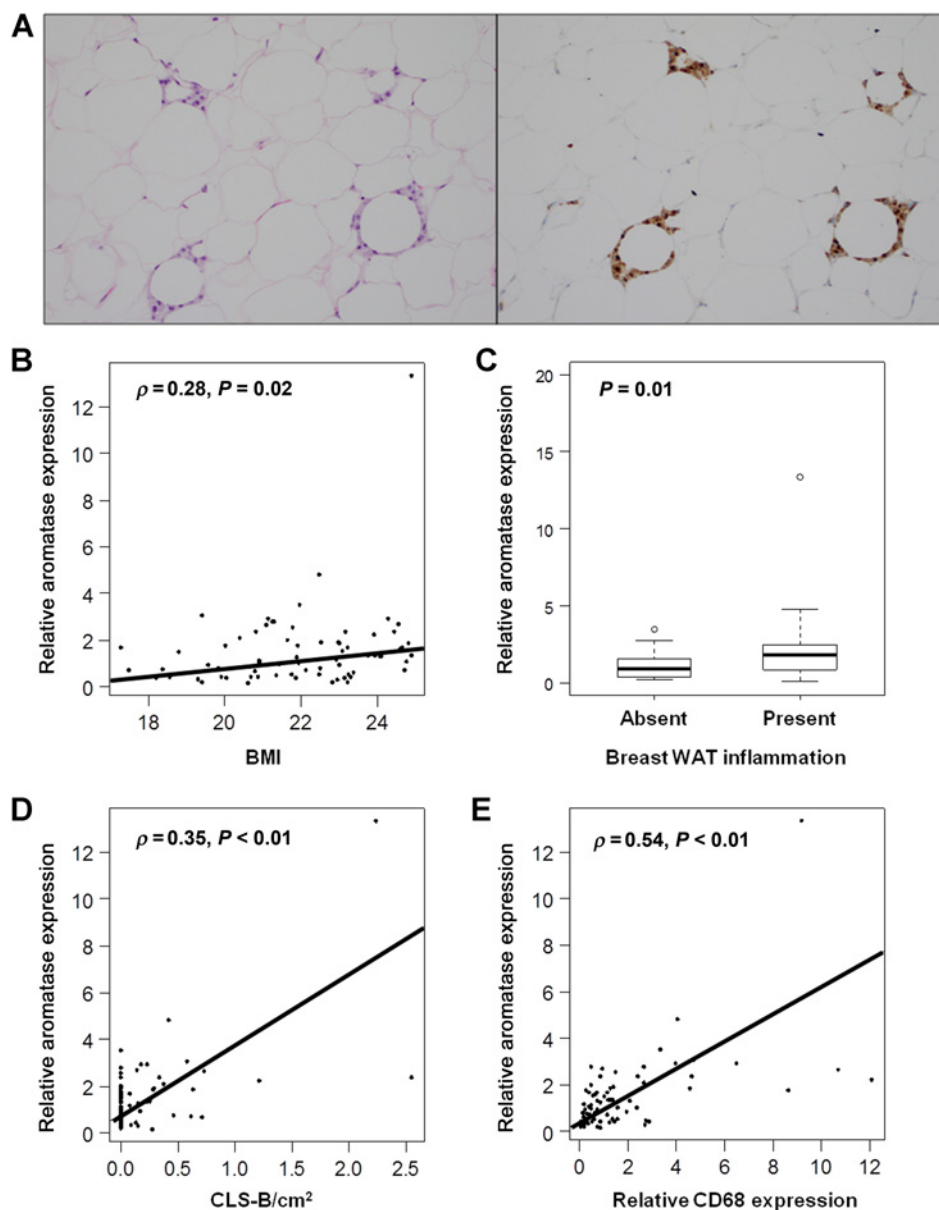 A
B
ρ = 0.28, P = 0.02
Relative aromatase expression
12
10
8
6
4
2
0
18 20 22 24
BMI
C
P = 0.01
Relative aromatase expression
20
15
10
5
0
Absent Present
Breast WAT inflammation
D
ρ = 0.35, P < 0.01
Relative aromatase expression
12
10
8
6
4
2
0
0.0 0.5 1.0 1.5 2.0 2.5
CLS-B/cm²
E
ρ = 0.54, P < 0.01
Relative aromatase expression
12
10
8
6
4
2
0
0 2 4 6 8 10 12
Relative CD68 expression